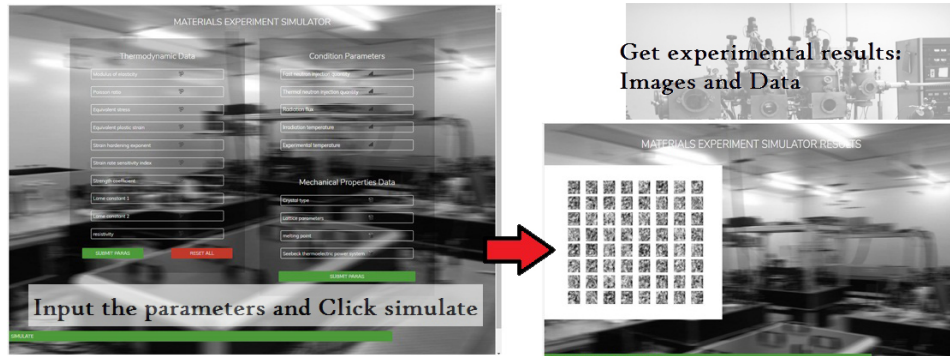 MATERIALS EXPERIMENT SIMULATOR
Thermodynamic Data
Modulus of elasticity
Poisson ratio
Equivalent stress
Equivalent plastic strain
Strain hardening exponent
Strain rate sensitivity index
Strength coefficient
Lame constant 1
Lame constant 2
resistivity
SUBMIT PARAS
RESET ALL
Condition Parameters
Fast neutron injection quantity
Thermal neutron injection quantity
Radiation flux
Irradiation temperature
Experimental temperature
Mechanical Properties Data
Crystal type
Lattice parameters
melting point
Seebeck thermoelectric power system
SUBMIT PARAS
Input the parameters and Click simulate
SIMULATE
Get experimental results:
Images and Data
MATERIALS EXPERIMENT SIMULATOR RESULTS